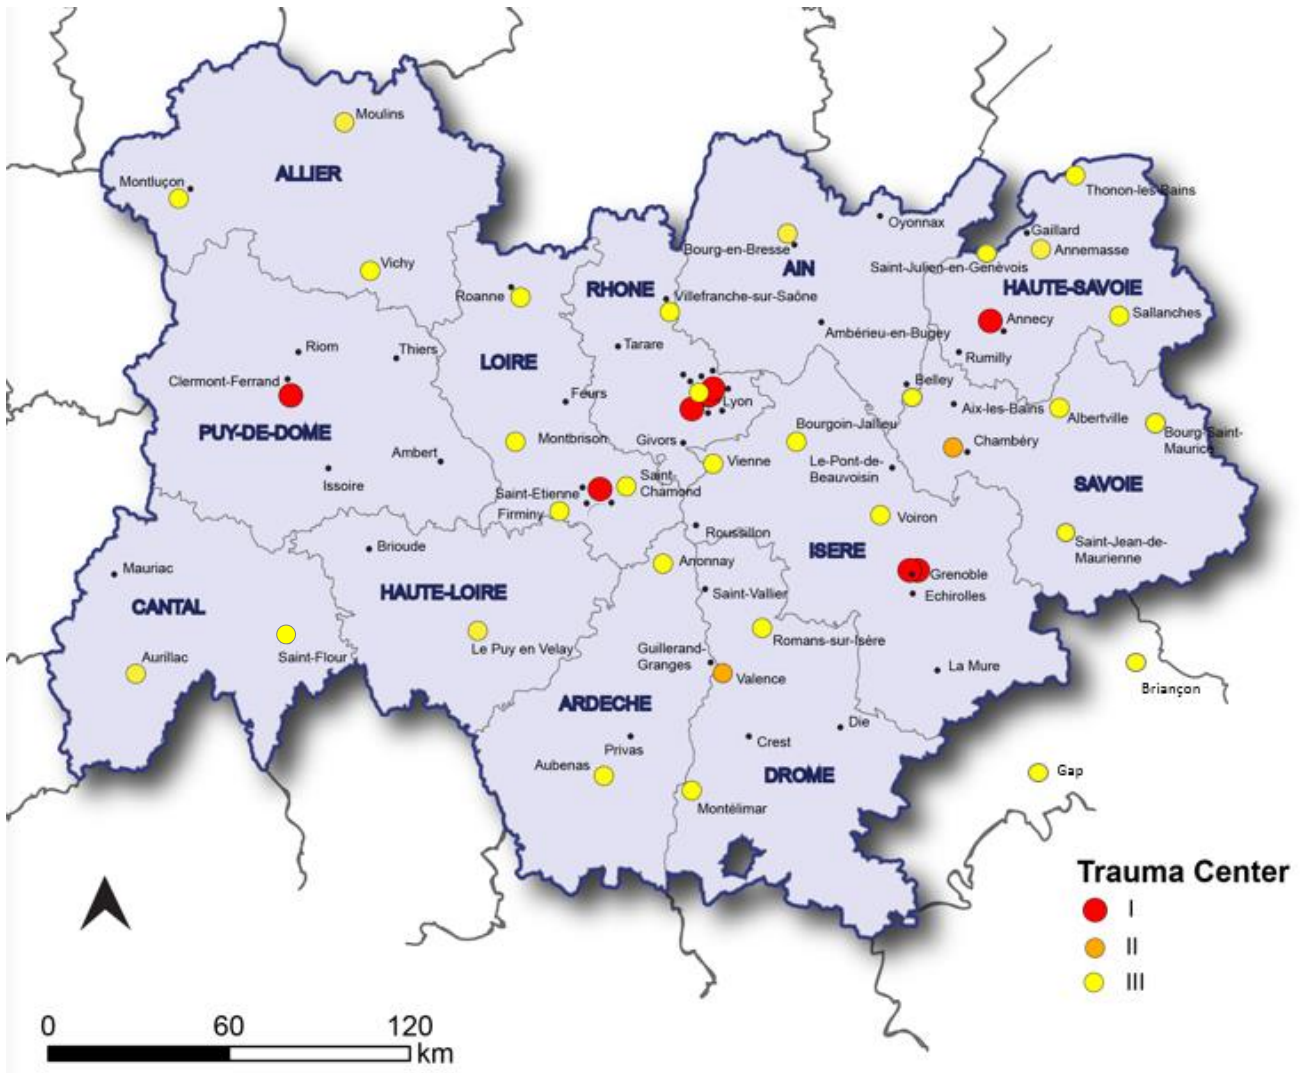 Moulins
Montluçon
ALLIER
Thonon-les-Bains
Oyonnax
Gaillard
Bourg-en-Bresse
Annemasse
Vichy
AIN
Saint-Julien-en-Genèvois
Roanne
RHONE
HAUTE-SAVOIE
Villefranche-sur-Saône
Sallanches
Annecy
Ambérieu-en-Bugey
Riom
Thiers
Tarare
Rumilly
LOIRE
Clermont-Ferrand
Belley
Feurs
Lyon
Aix-les-Bains
Albertville
PUY-DE-DOME
Bourgoin-Jailleu
Bourg-Saint-
Maurice
Montbrison
Givors
Chambéry
Ambert
Vienne
Le-Pont-de-
Beauvoisin
Issoire
Saint-
Chamond
SAVOIE
Saint-Etienne
Firminy
Voiron
Roussillon
Saint-Jean-de-
Maurienne
Brioude
ISERE
Mauriac
Anonnay
Grenoble
HAUTE-LOIRE
Saint-Vallier
Echirolles
CANTAL
Romans-sur-Isère
Le Puy en Velay
Guillerand-
Granges
Aurillac
Saint-Flour
La Mure
Valence
Briançon
ARDECHE
Die
Privas
Crest
Aubenas
DROME
Gap
Montélimar
Trauma Center
I
II
III
0 60 120
km